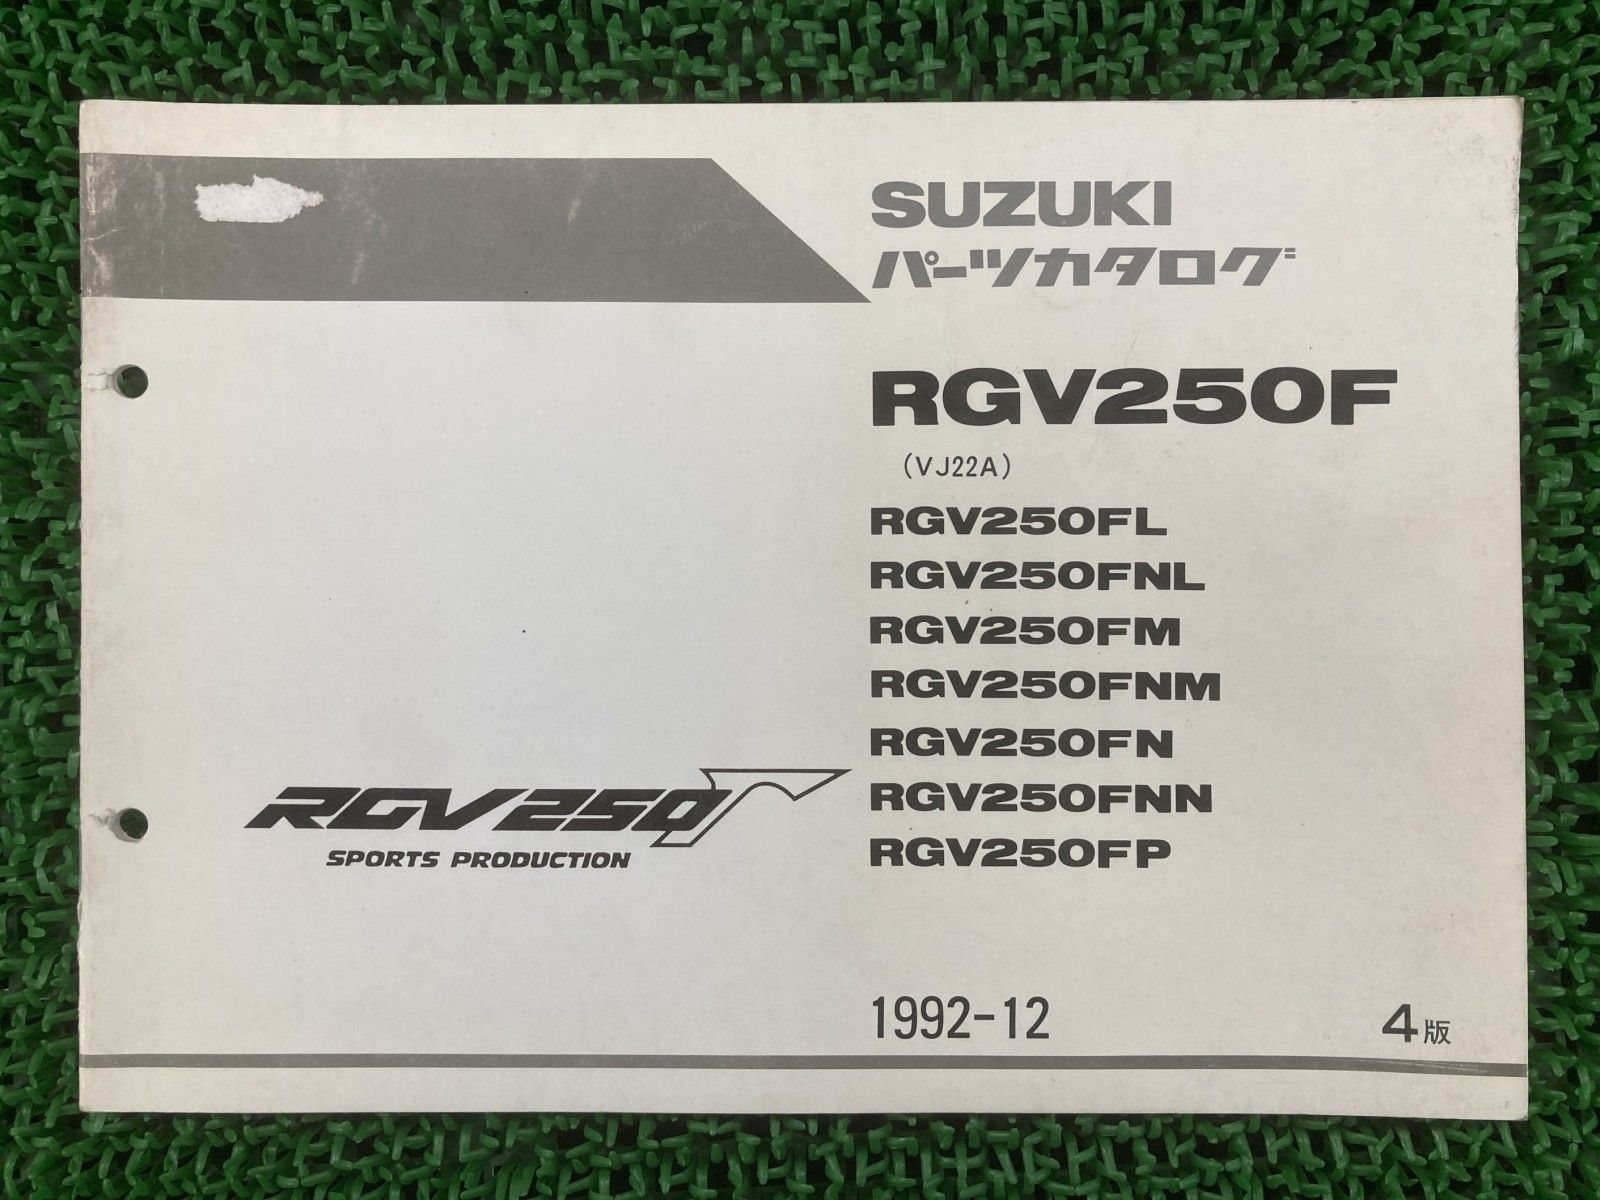 SUZUKI
パーツカタログ
RGV250F
(VJ22A)
RGV250FL
RGV250FNL
RGV250FM
RGV250FNM
RGV250FN
RGV250FNN
RGV250FP
RGV250Γ
SPORTS PRODUCTION
1992-12
4版